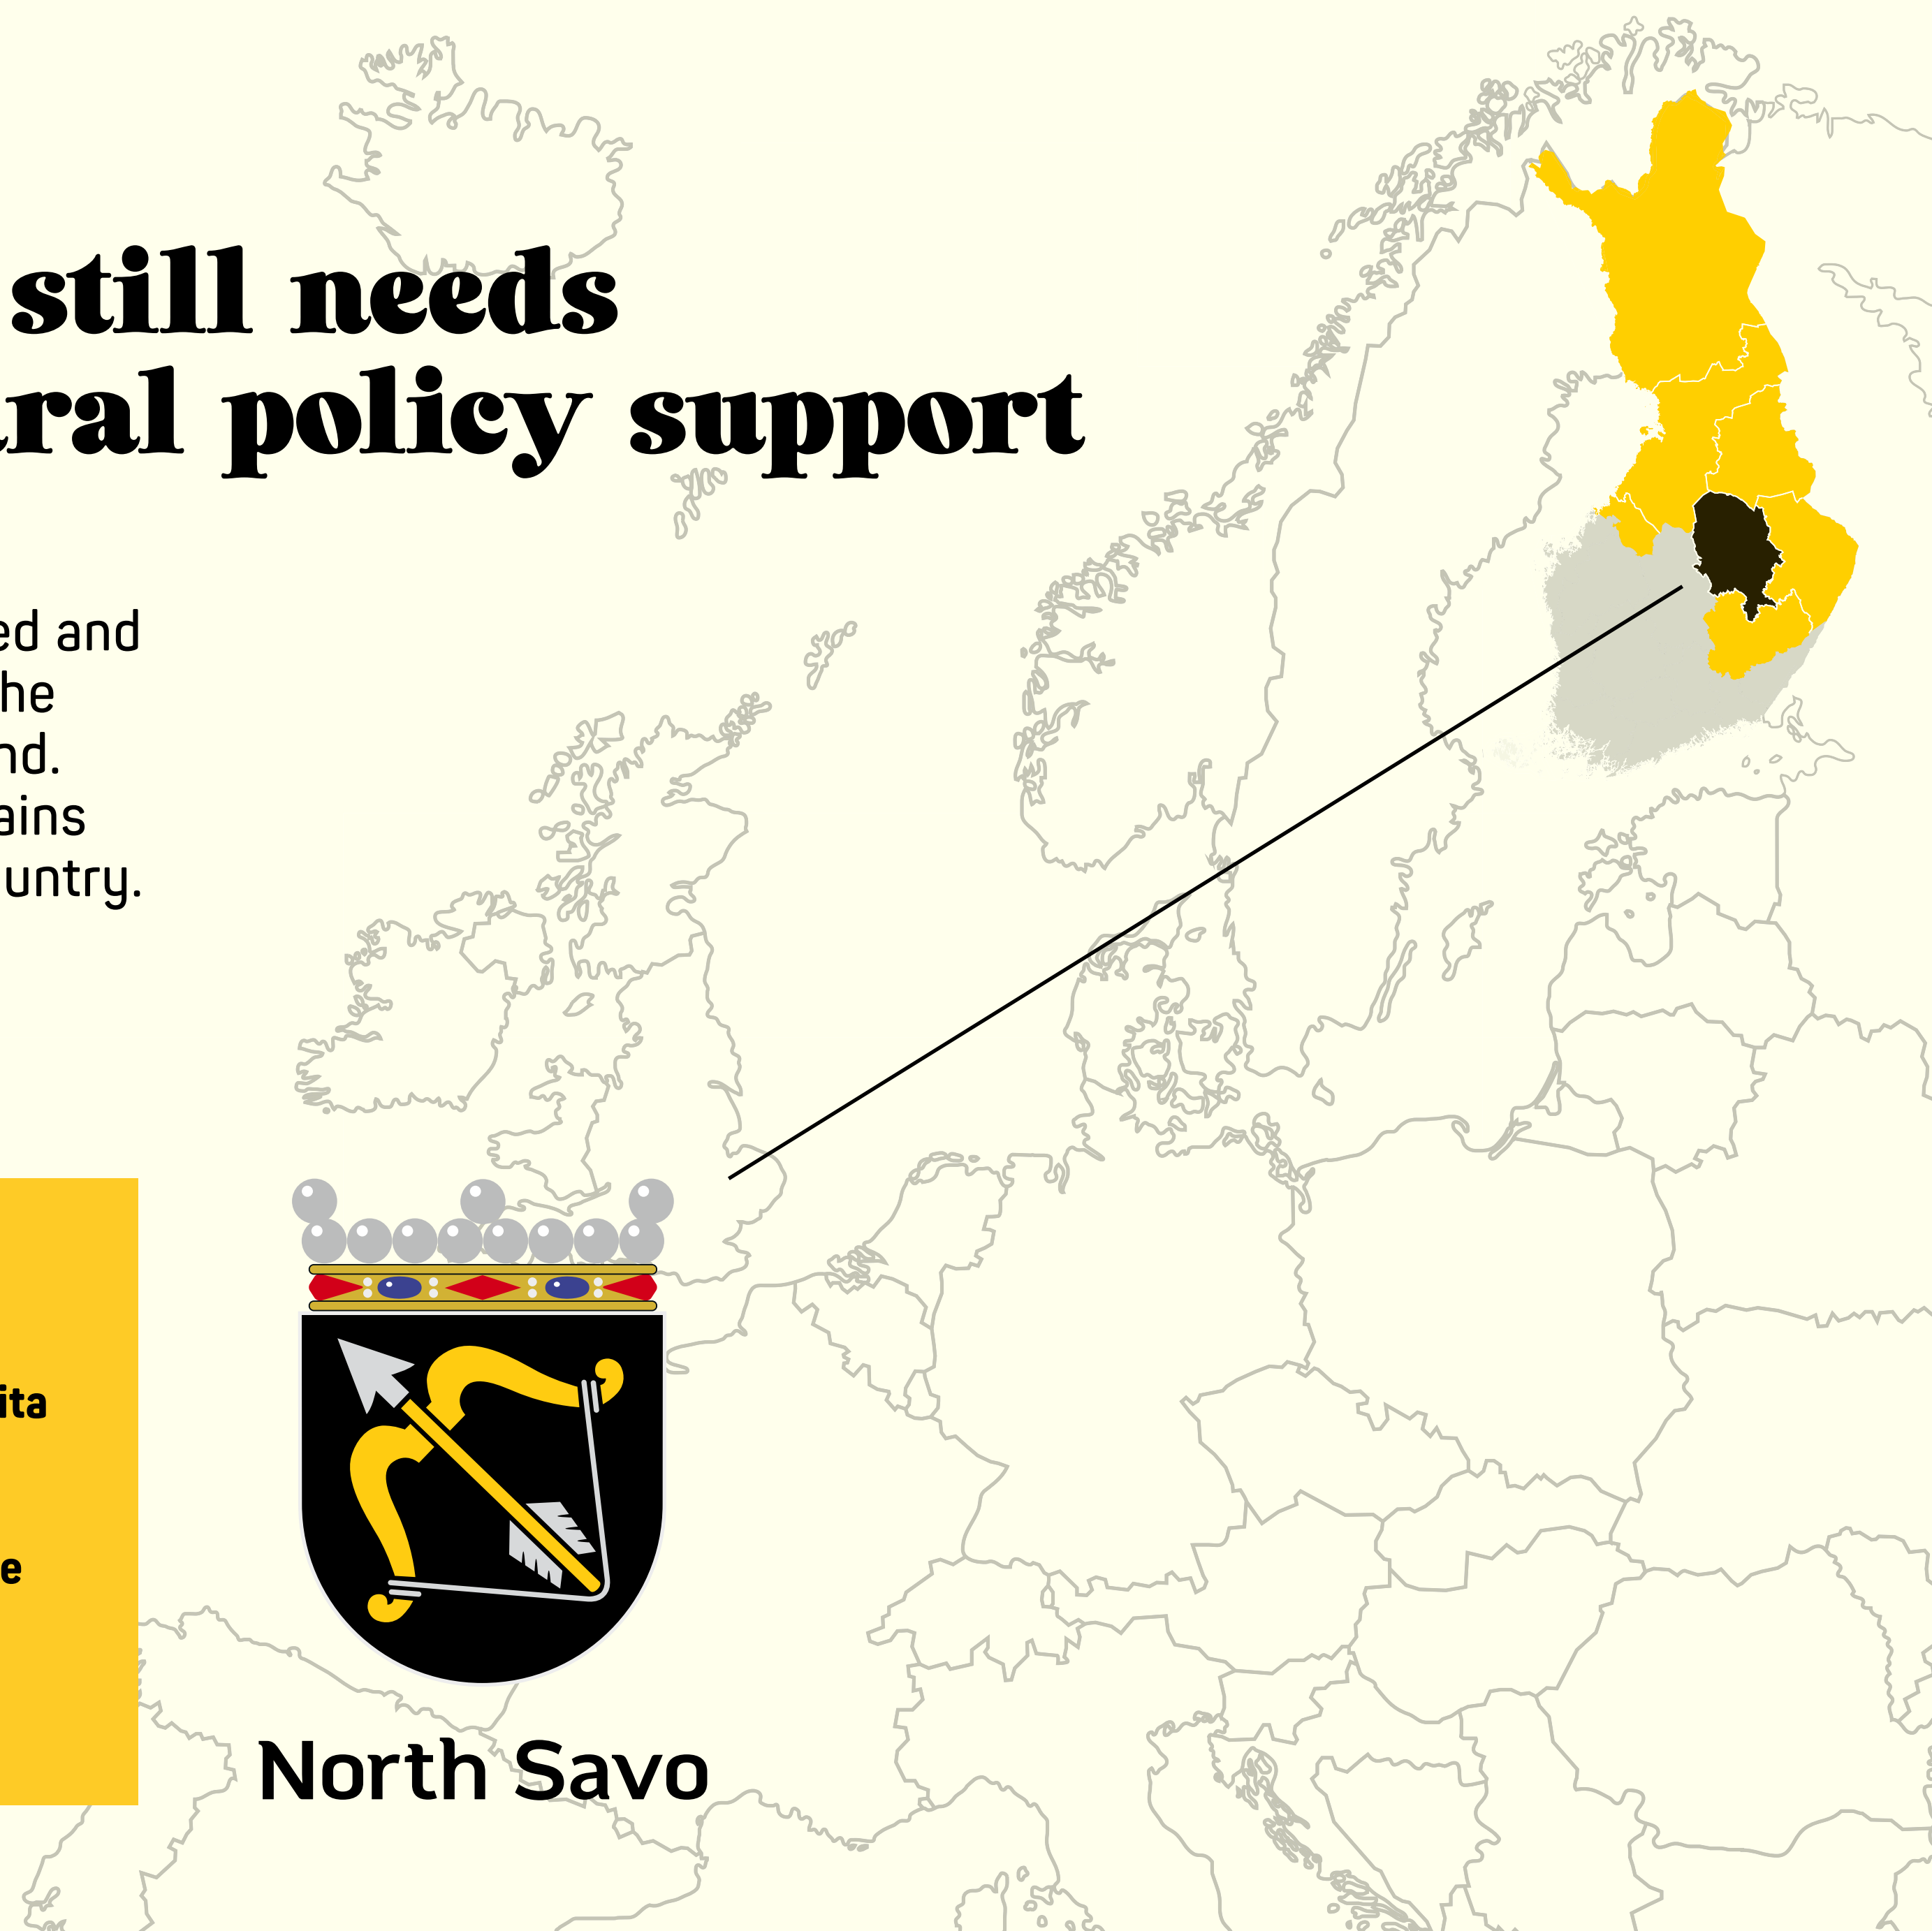 still needs
ral policy support
ed and
he
nd.
ains
untry.
ita
e
North Savo